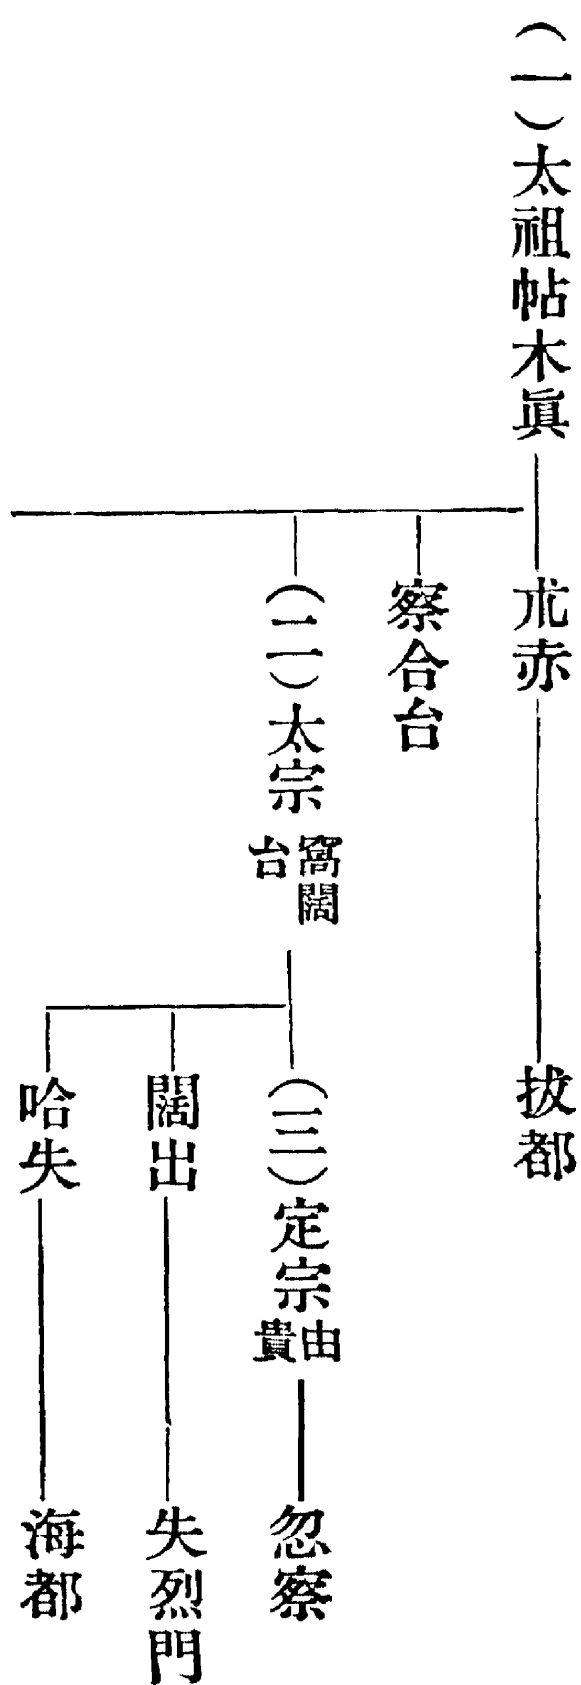 （一）太祖帖木眞
朮赤
拔都
察合台
（二）太宗
窩闊
台
（三）定宗
由
貴
忽察
闊出
失烈門
哈失
海都